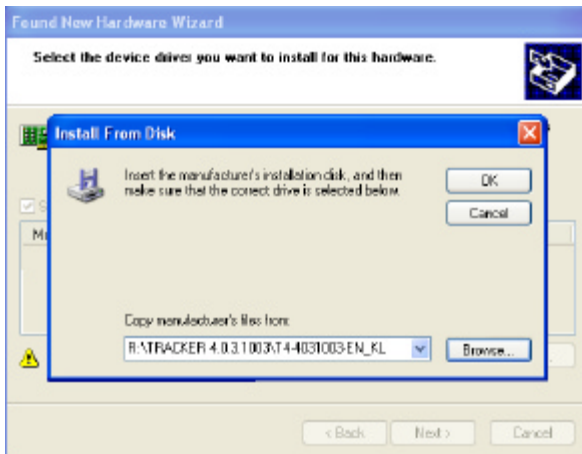 Found New Hardware Wizard
Select the device driver you want to install for this hardware.
Install From Disk
Insert the manufacturer's installation disk, and then
make sure that the correct drive is selected below.
OK
Cancel
Copy manufacturer's files from:
R:\TRACKER 4.0.3.1003\T4-4031003-EN_KL
Browse...
< Back
Next >
Cancel